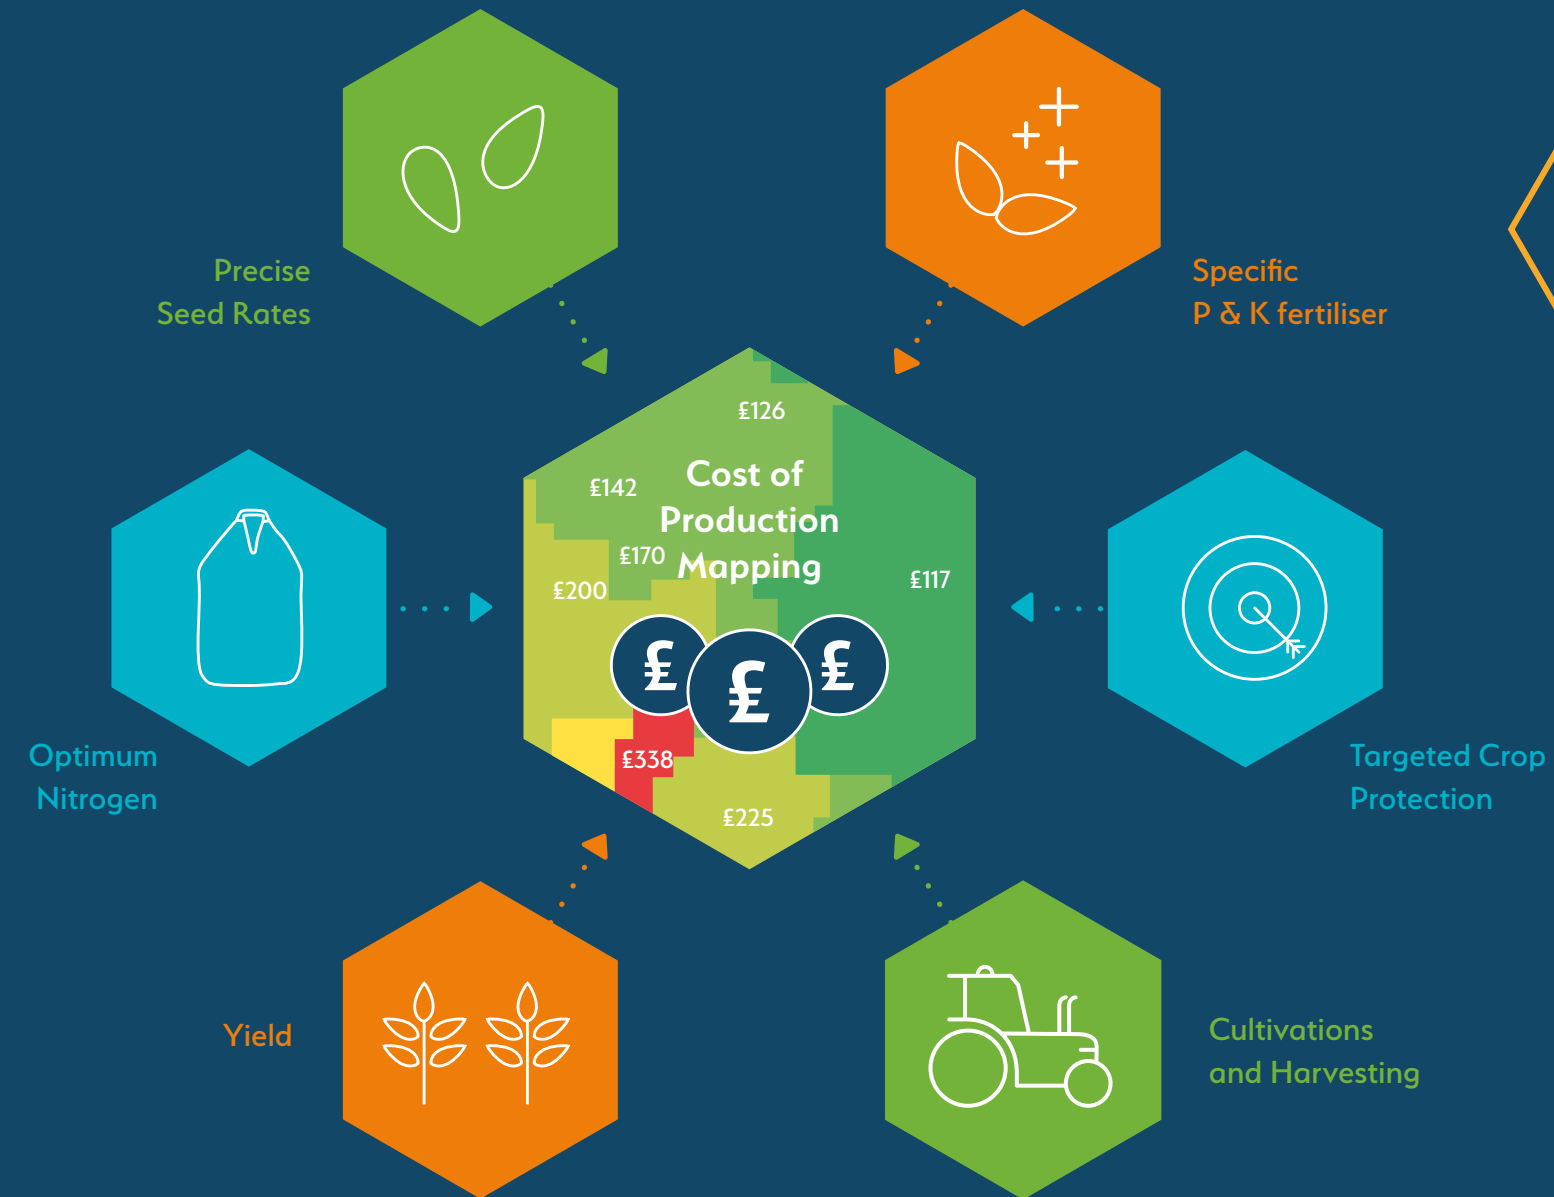 Precise
Seed Rates
Specific
P & K fertiliser
£126
Cost of
Production
Mapping
£142
£170
£200
£117
£
£
£
£338
£225
Optimum
Nitrogen
Targeted Crop
Protection
Yield
Cultivations
and Harvesting